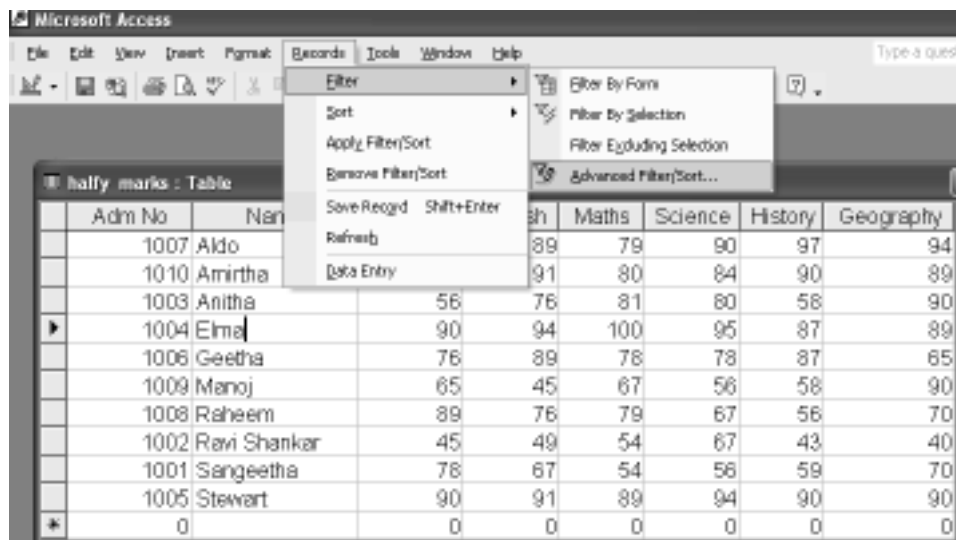 Microsoft Access
File Edit View Insert Format Records Tools Window Help Type a quest
Filter Filter By Form
Sort Filter By Selection
Apply Filter/Sort Filter Excluding Selection
Remove Filter/Sort Advanced Filter/Sort...
Save Record Shift+Enter
Refresh
Data Entry
halfy marks : Table
Adm No Nan sh Maths Science History Geography
1007 Aldo 89 79 90 97 94
1010 Amirtha 91 80 84 90 89
1003 Anitha 56 76 81 80 58 90
1004 Elma 90 94 100 95 87 89
1006 Geetha 76 89 78 78 87 65
1009 Manoj 65 45 67 56 58 90
1008 Raheem 89 76 79 67 56 70
1002 Ravi Shankar 45 49 54 67 43 40
1001 Sangeetha 78 67 54 56 59 70
1005 Stewart 90 91 89 94 90 90
0 0 0 0 0 0 0